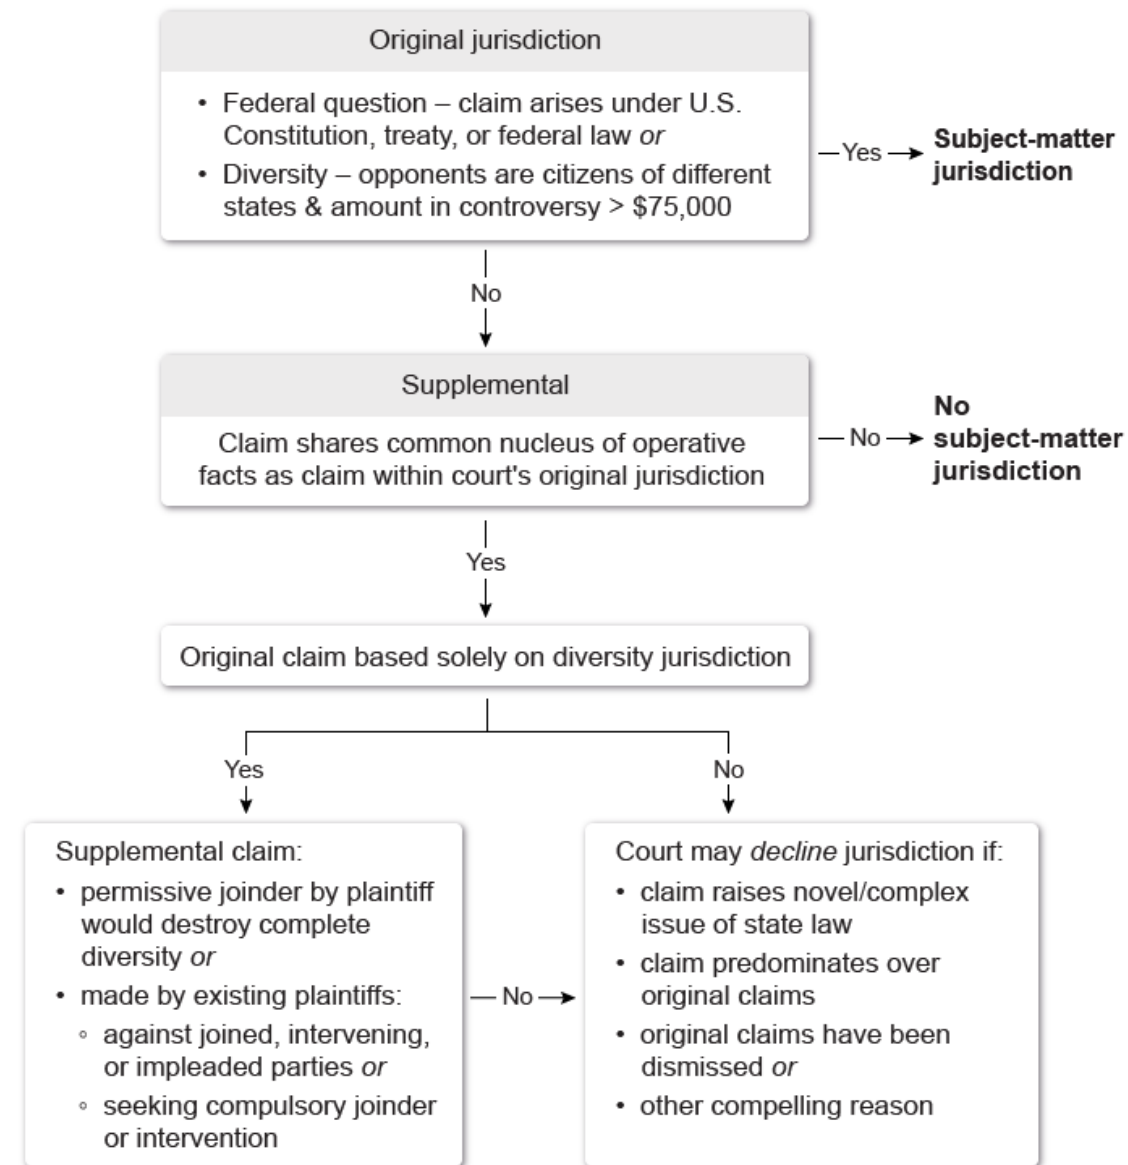 Original jurisdiction
• Federal question – claim arises under U.S.
Constitution, treaty, or federal law or
• Diversity – opponents are citizens of different
states & amount in controversy > $75,000
Yes
Subject-matter
jurisdiction
No
Supplemental
Claim shares common nucleus of operative
facts as claim within court's original jurisdiction
No
No
subject-matter
jurisdiction
Yes
Original claim based solely on diversity jurisdiction
Yes
No
Supplemental claim:
• permissive joinder by plaintiff
would destroy complete
diversity or
• made by existing plaintiffs:
◦ against joined, intervening,
or impleaded parties or
◦ seeking compulsory joinder
or intervention
No
Court may decline jurisdiction if:
• claim raises novel/complex
issue of state law
• claim predominates over
original claims
• original claims have been
dismissed or
• other compelling reason